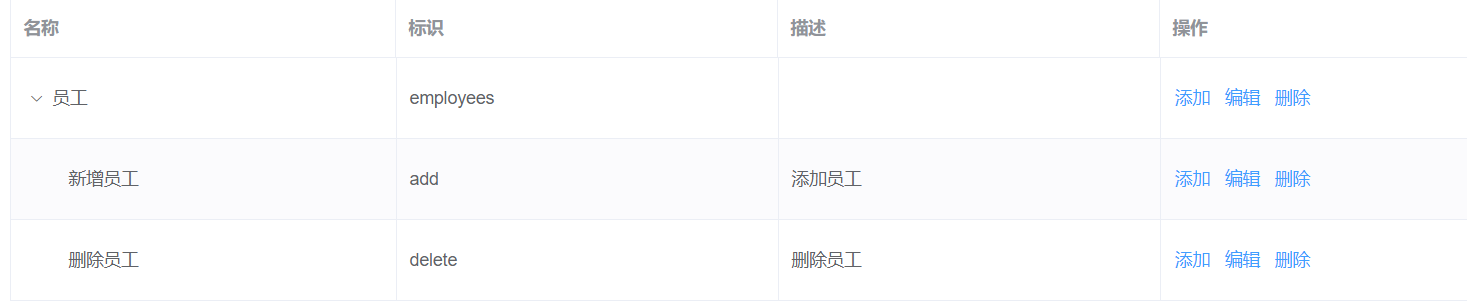 名称 标识 描述 操作
员工 employees 添加 编辑 删除
新增员工 add 添加员工 添加 编辑 删除
删除员工 delete 删除员工 添加 编辑 删除